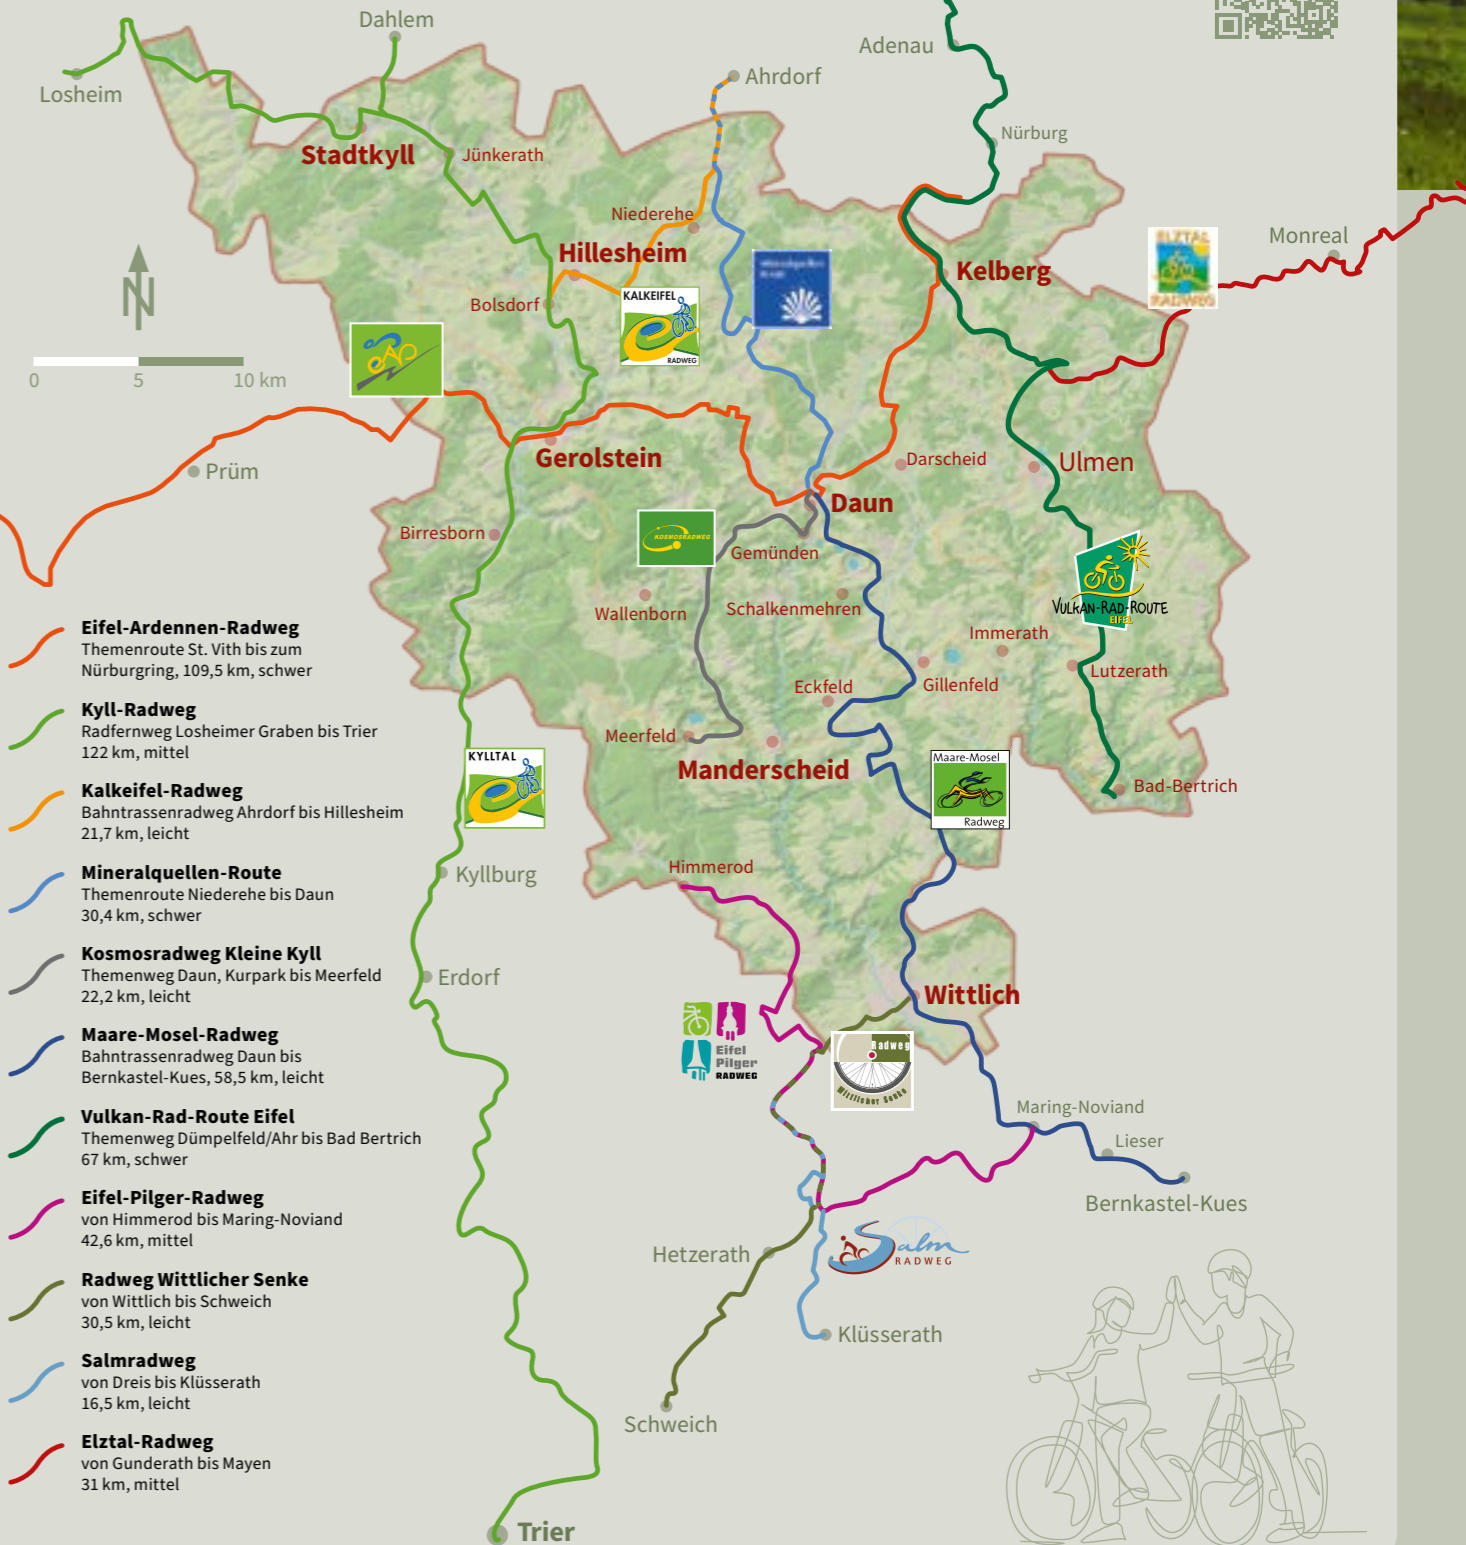 Dahlem
Adenau
Ahrdorf
Losheim
Nürburg
Stadtkyll
Jünkerath
Niederehe
Monreal
Hillesheim
ELZTAL
RADWEG
Kelberg
N
KALKEIFEL
RADWEG
Bolsdorf
0 5 10 km
Gerolstein
Darscheid
Ulmen
Prüm
Daun
Birresborn
KOSMOSRADWEG
Gemünden
Wallenborn
Schalkenmehren
VULKAN-RAD-ROUTE
EIFEL
Immerath
Lutzerath
Gillenfeld
Eckfeld
Meerfeld
Manderscheid
KYLLTAL
Maare-Mosel
Radweg
Bad-Bertrich
Himmerod
Kyllburg
Erdorf
Wittlich
Eifel
Pilger
RADWEG
Radweg
Wittlicher Senke
Maring-Noviand
Lieser
Bernkastel-Kues
Hetzerath
Salm
RADWEG
Klüsserath
Schweich
Trier
Eifel-Ardennen-Radweg
Themenroute St. Vith bis zum
Nürburgring, 109,5 km, schwer
Kyll-Radweg
Radfernweg Losheimer Graben bis Trier
122 km, mittel
Kalkeifel-Radweg
Bahntrassenradweg Ahrdorf bis Hillesheim
21,7 km, leicht
Mineralquellen-Route
Themenroute Niederehe bis Daun
30,4 km, schwer
Kosmosradweg Kleine Kyll
Themenweg Daun, Kurpark bis Meerfeld
22,2 km, leicht
Maare-Mosel-Radweg
Bahntrassenradweg Daun bis
Bernkastel-Kues, 58,5 km, leicht
Vulkan-Rad-Route Eifel
Themenweg Dümpelfeld/Ahr bis Bad Bertrich
67 km, schwer
Eifel-Pilger-Radweg
von Himmerod bis Maring-Noviand
42,6 km, mittel
Radweg Wittlicher Senke
von Wittlich bis Schweich
30,5 km, leicht
Salmradweg
von Dreis bis Klüsserath
16,5 km, leicht
Elztal-Radweg
von Gunderath bis Mayen
31 km, mittel